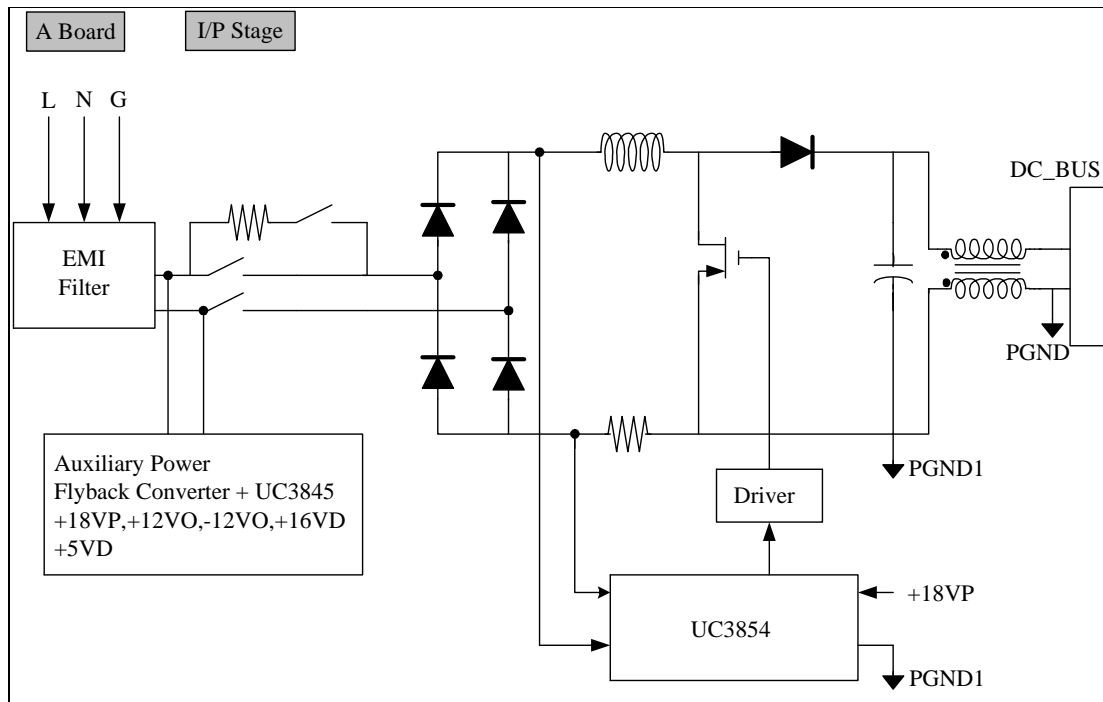 A Board
I/P Stage
L N G
EMI
Filter
DC_BUS
PGND
Auxiliary Power
Flyback Converter + UC3845
+18VP,+12VO,-12VO,+16VD
+5VD
PGND1
Driver
+18VP
UC3854
PGND1